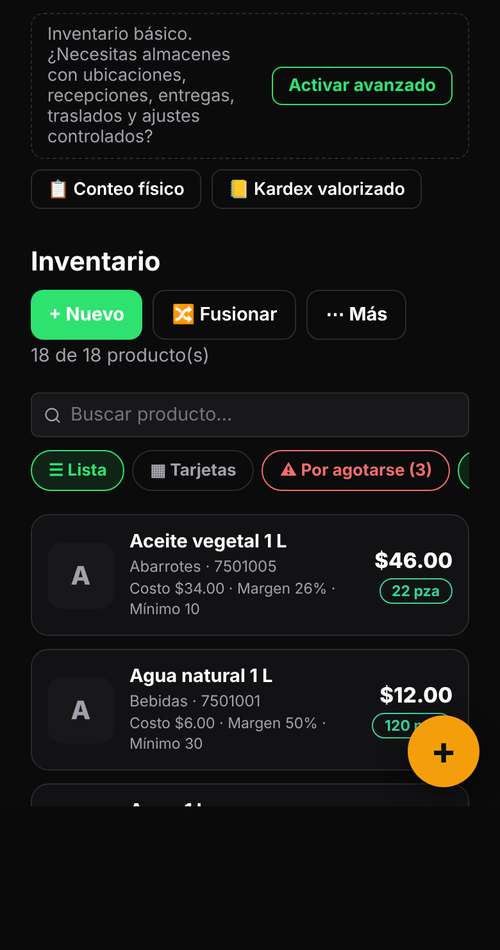 Inventario básico.
¿Necesitas almacenes
con ubicaciones,
recepciones, entregas,
traslados y ajustes
controlados?
Activar avanzado
Conteo físico
Kardex valorizado
Inventario
+ Nuevo
Fusionar
··· Más
18 de 18 producto(s)
Buscar producto...
Lista
Tarjetas
Por agotarse (3)
A
Aceite vegetal 1 L
Abarrotes · 7501005
Costo $34.00 · Margen 26% ·
Mínimo 10
$46.00
22 pza
A
Agua natural 1 L
Bebidas · 7501001
Costo $6.00 · Margen 50% ·
Mínimo 30
$12.00
120
+